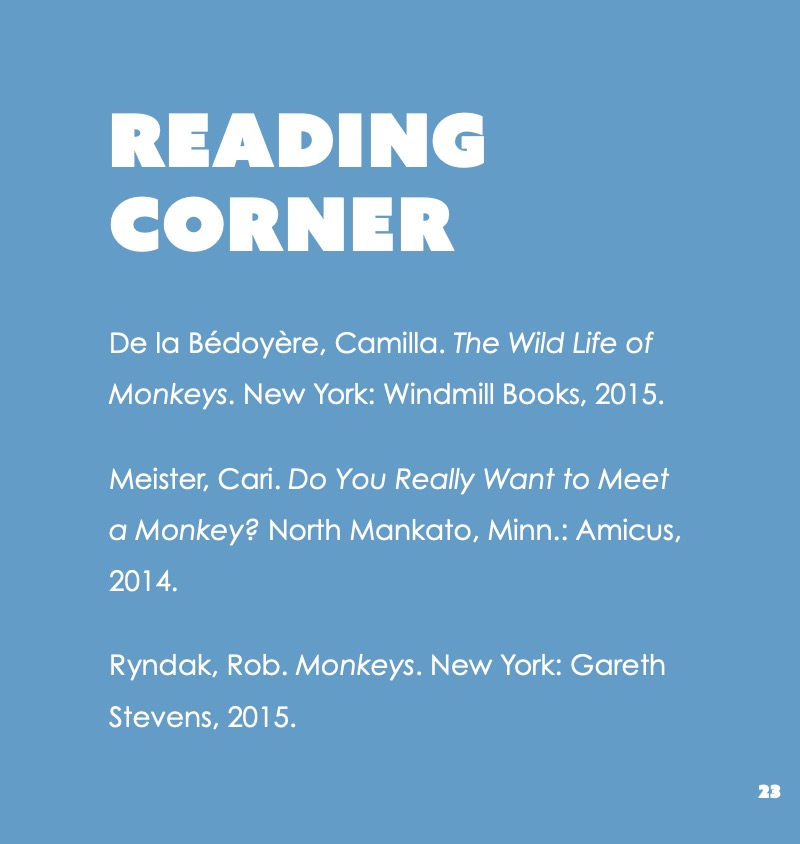 READING
CORNER
De la Bédoyère, Camilla. The Wild Life of
Monkeys. New York: Windmill Books, 2015.
Meister, Cari. Do You Really Want to Meet
a Monkey? North Mankato, Minn.: Amicus,
2014.
Ryndak, Rob. Monkeys. New York: Gareth
Stevens, 2015.
23